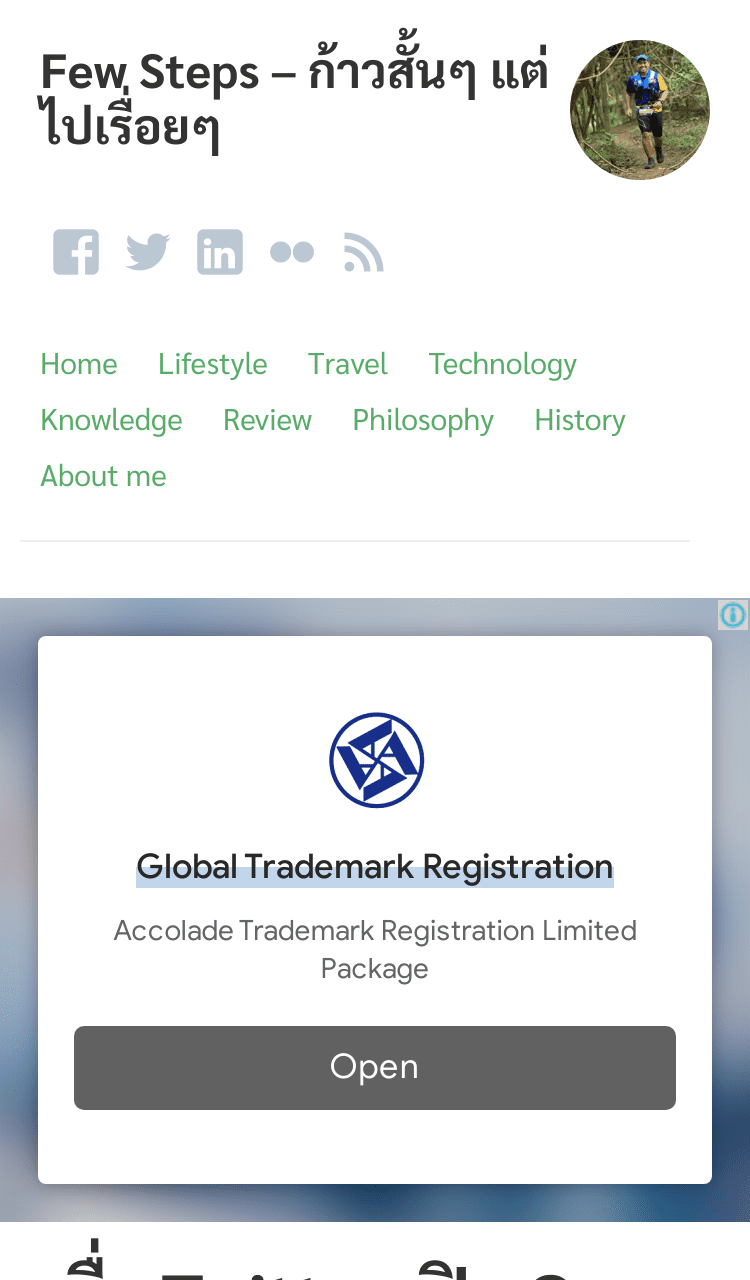 Few Steps – ก้าวสั้นๆ แต่
ไปเรื่อยๆ
Home Lifestyle Travel Technology
Knowledge Review Philosophy History
About me
Global Trademark Registration
Accolade Trademark Registration Limited
Package
Open